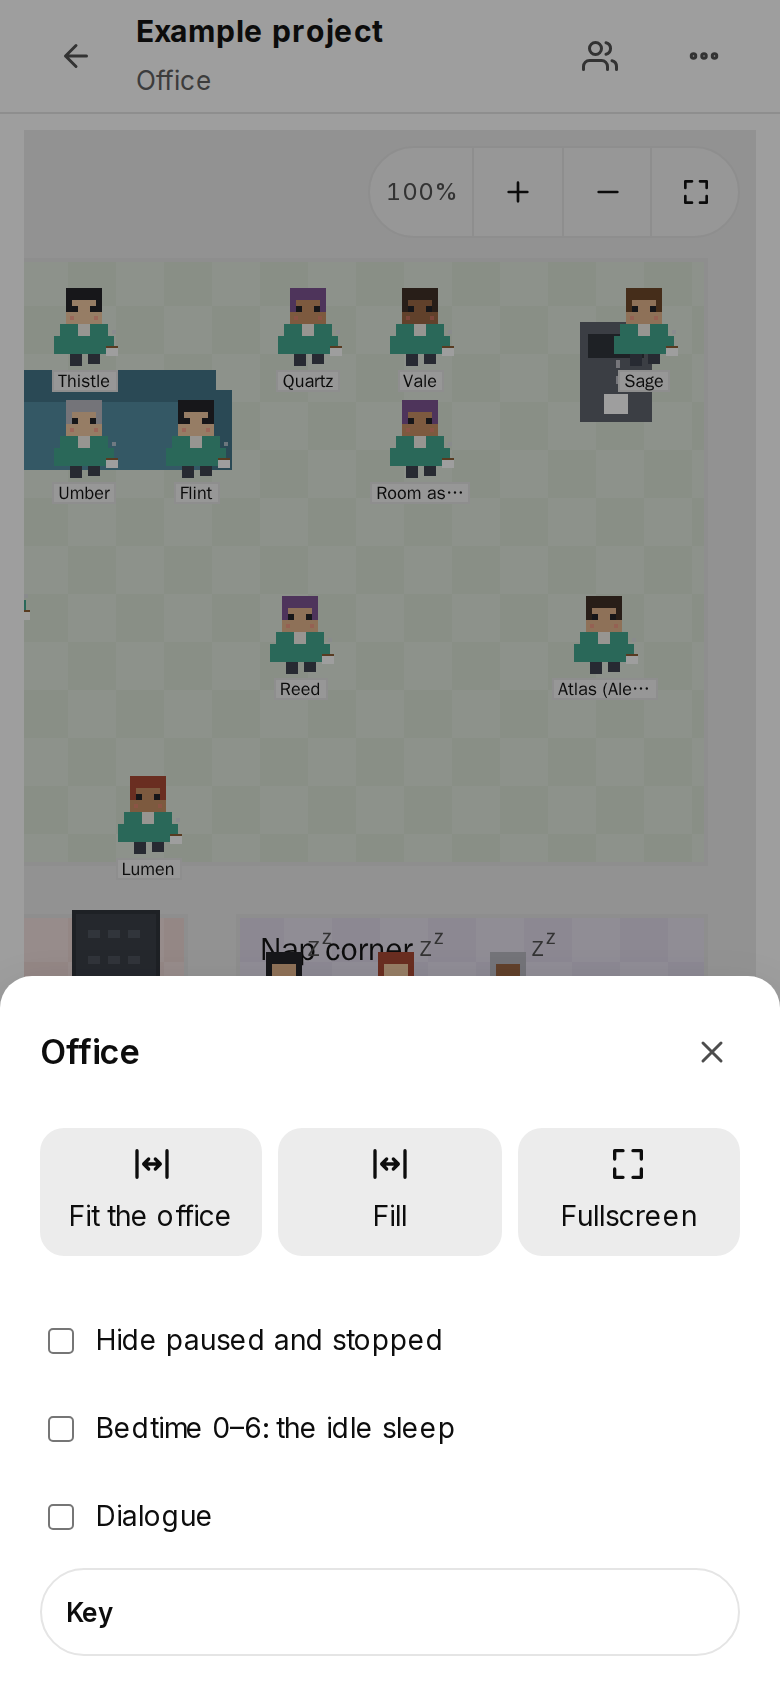 Example project
Office
100%
Thistle
Quartz
Vale
Sage
Umber
Flint
Room as···
Reed
Atlas (Ale···
Lumen
Nap corner
z z
z z
z z
Office
Fit the office
Fill
Fullscreen
Hide paused and stopped
Bedtime 0–6: the idle sleep
Dialogue
Key